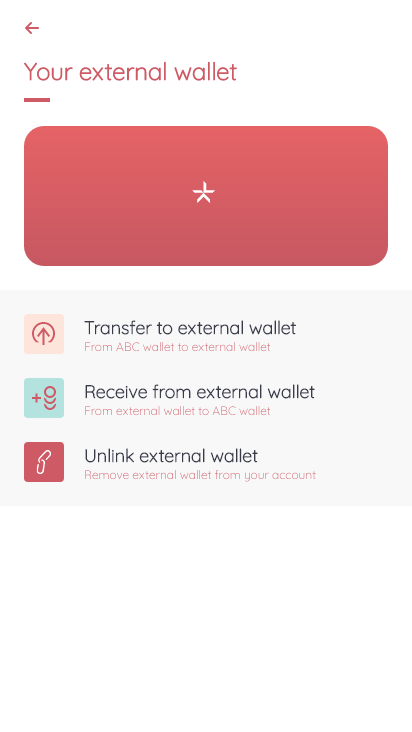 Your external wallet
Transfer to external wallet
From ABC wallet to external wallet
Receive from external wallet
From external wallet to ABC wallet
Unlink external wallet
Remove external wallet from your account